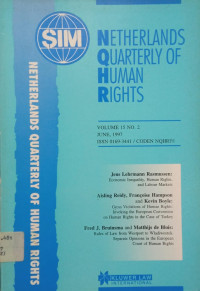 SIM
NETHERLANDS
QUARTERLY OF
HUMAN
RIGHTS
VOLUME 15 NO. 2
JUNE, 1997
Jens Lehrmann Rasmussen:
Economic Inequality, Human Rights,
and Labour Markets
Aisling Reidy, Françoise Hampson
and Kevin Boyle:
Gross Violations of Human Rights:
Invoking the European Convention
on Human Rights in the Case of Turkey
Fred J. Bruinsma and Matthijs de Blois:
Rules of Law from Westport to Wladiwostok.
Separate Opinions in the European
Court of Human Rights
KLUWER LAW
INTERNATIONAL
NETHERLANDS QUARTERLY OF HUMAN RIGHTS